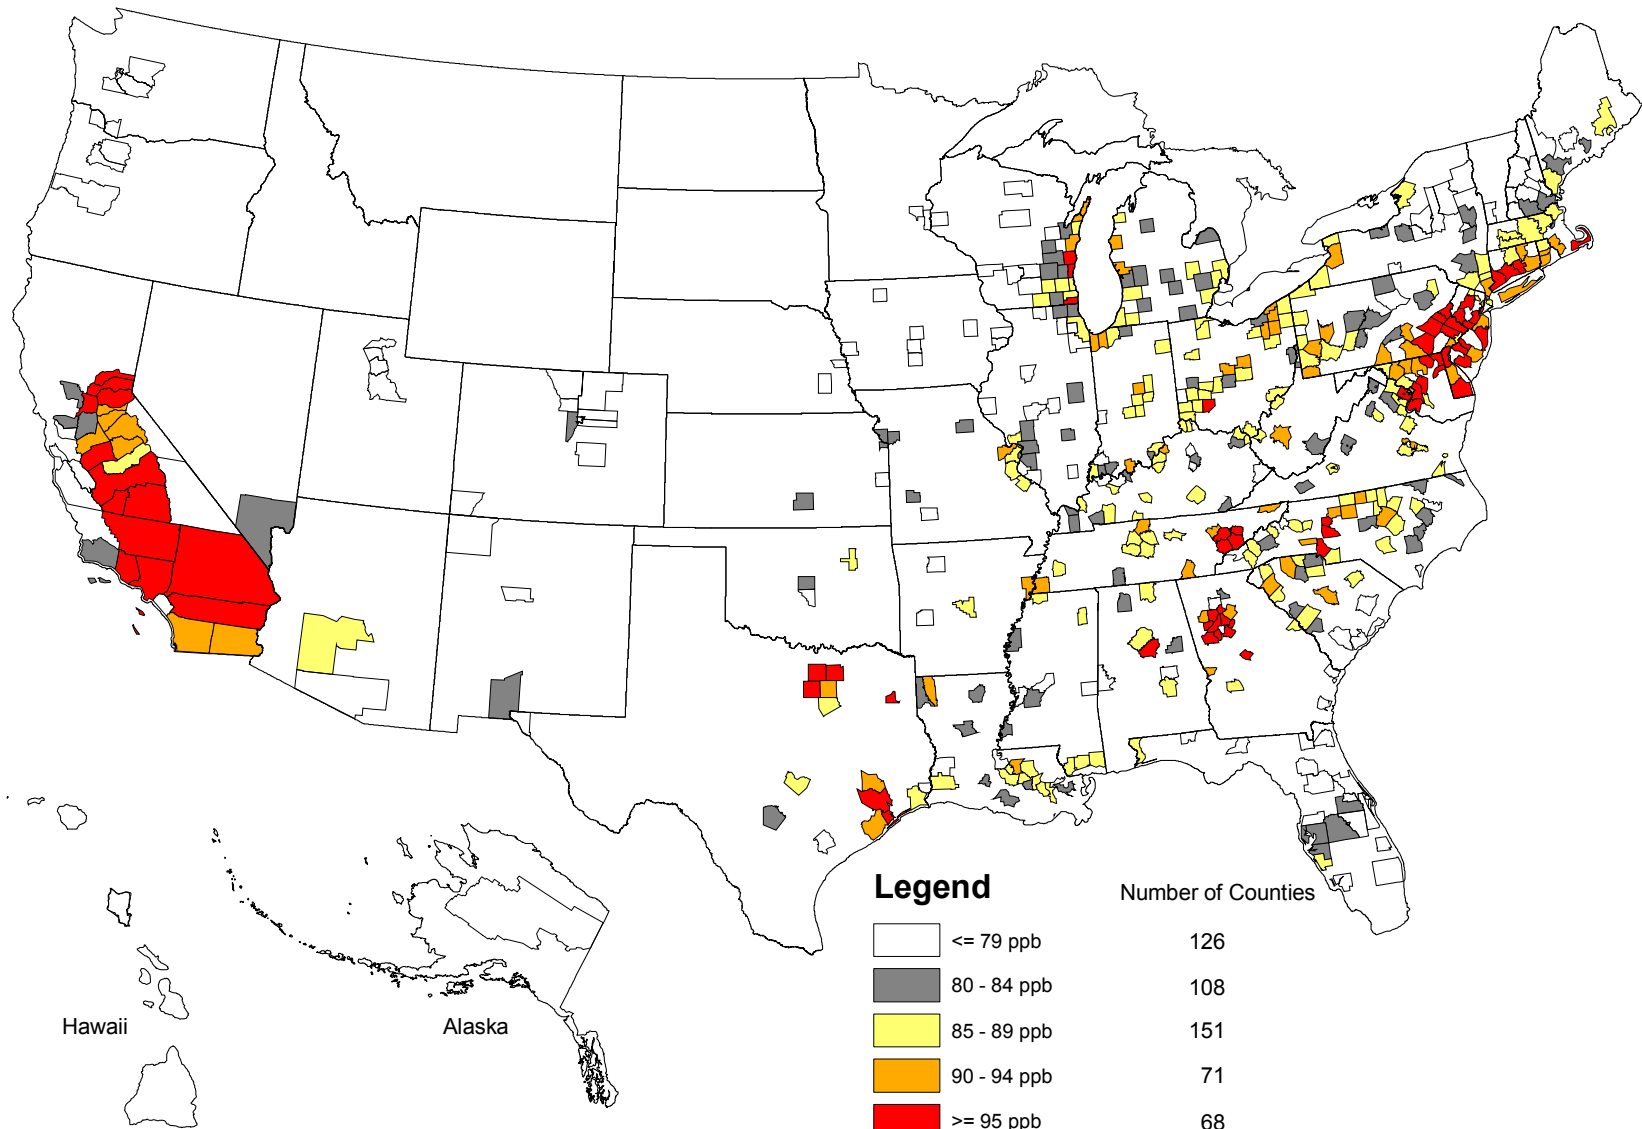 Legend
Number of Counties
<= 79 ppb 126
80 - 84 ppb 108
85 - 89 ppb 151
90 - 94 ppb 71
>= 95 ppb 68
Hawaii
Alaska